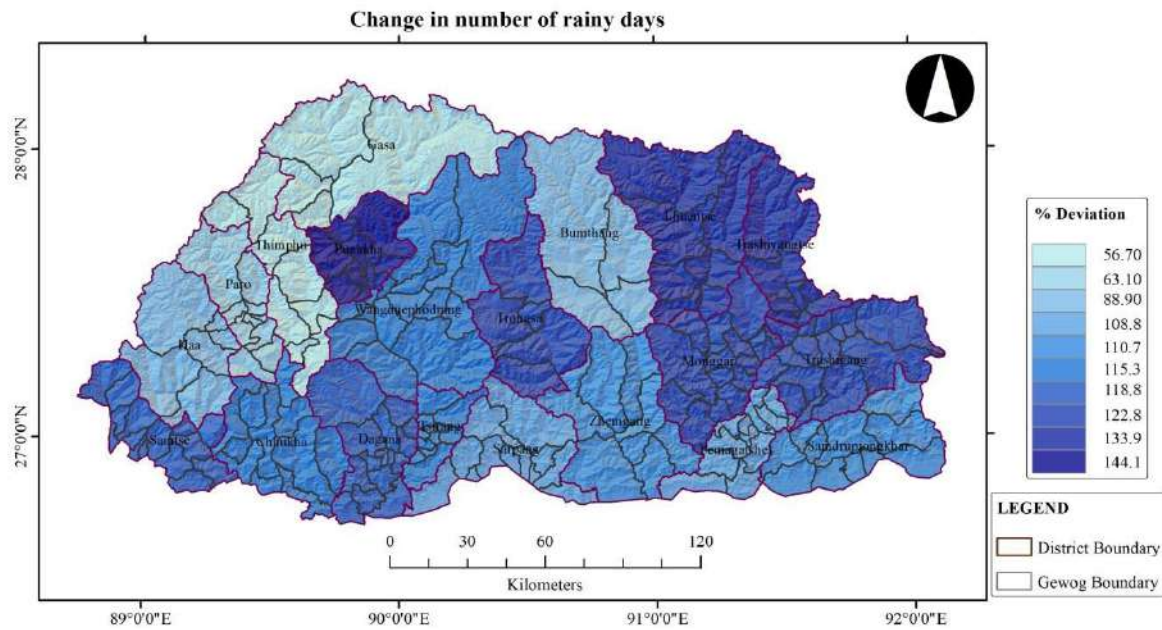 Change in number of rainy days
28°0'0"N
27°0'0"N
Gasa
Thimphu
Punakha
Paro
Haa
Wangduephodrang
Bumthang
Lhuentse
Trashiyangtse
Trongsa
Monggar
Trashigang
Samtse
Chhukha
Dagana
Tsirang
Sarpang
Zhemgang
Pemagatshel
Samdrupjongkhar
0 30 60 120
Kilometers
89°0'0"E 90°0'0"E 91°0'0"E 92°0'0"E
% Deviation
56.70
63.10
88.90
108.8
110.7
115.3
118.8
122.8
133.9
144.1
LEGEND
District Boundary
Gewog Boundary